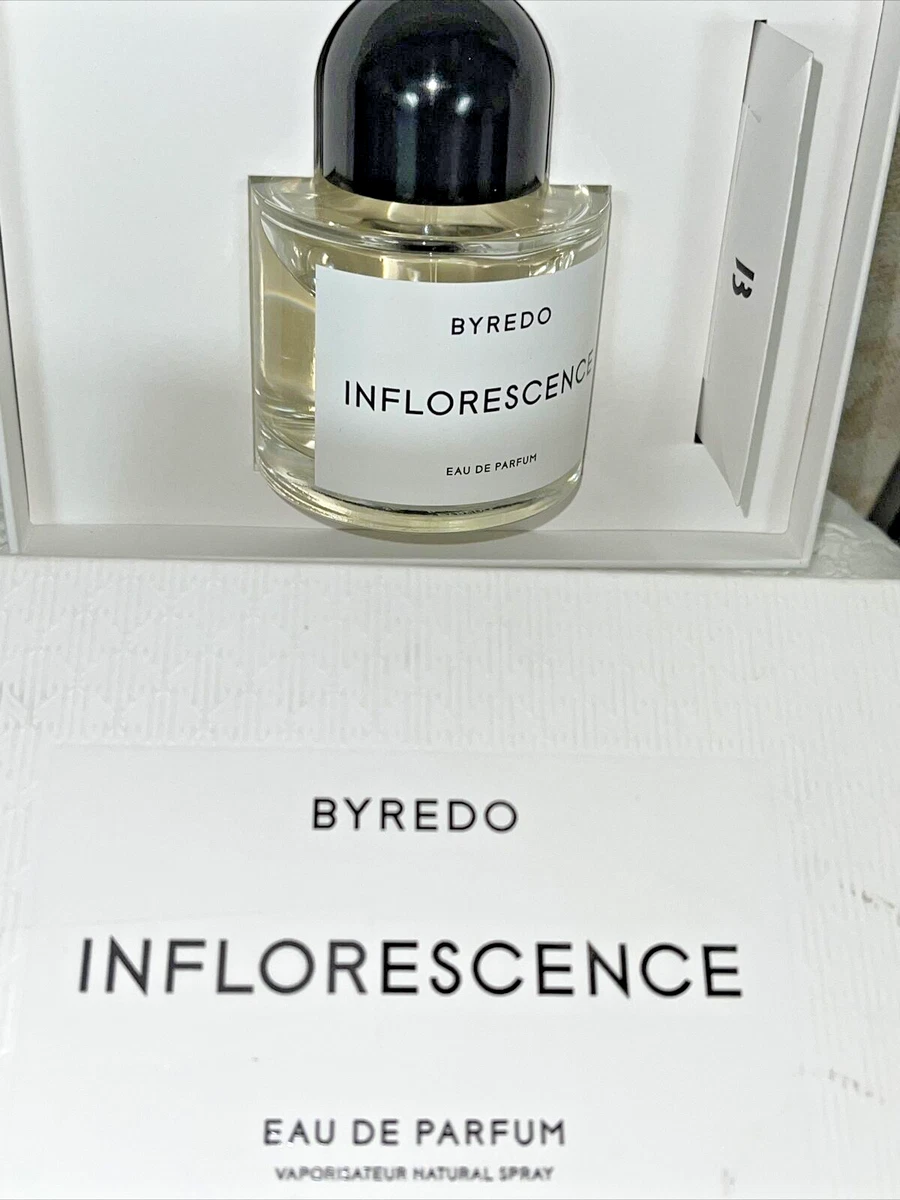 BYREDO
INFLORESCENCE
EAU DE PARFUM
13
BYREDO
INFLORESCENCE
EAU DE PARFUM
VAPORISATEUR NATURAL SPRAY